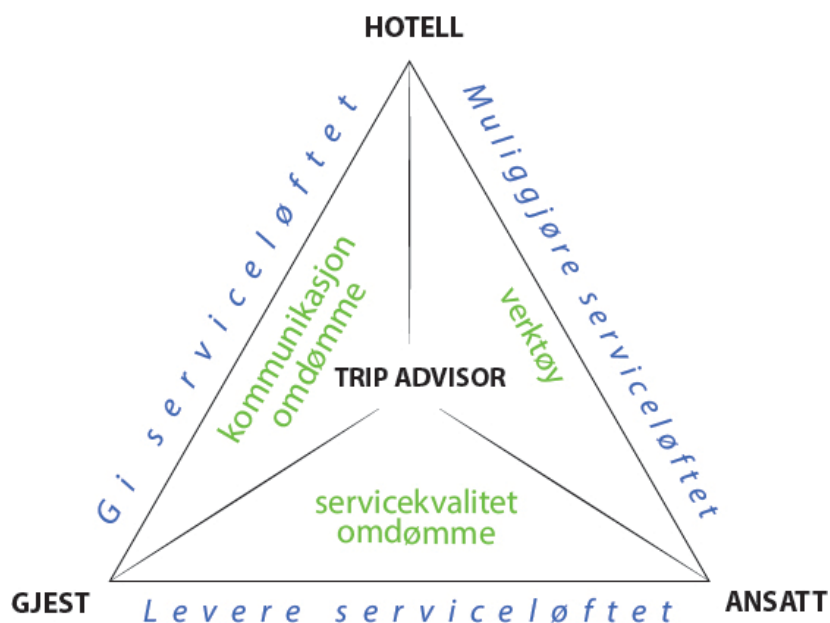 HOTELL
Gi serviceløftet
Muliggjøre serviceløftet
kommunikasjon
omdømme
verktøy
TRIP ADVISOR
servicekvalitet
omdømme
GJEST
Levere serviceløftet
ANSATT